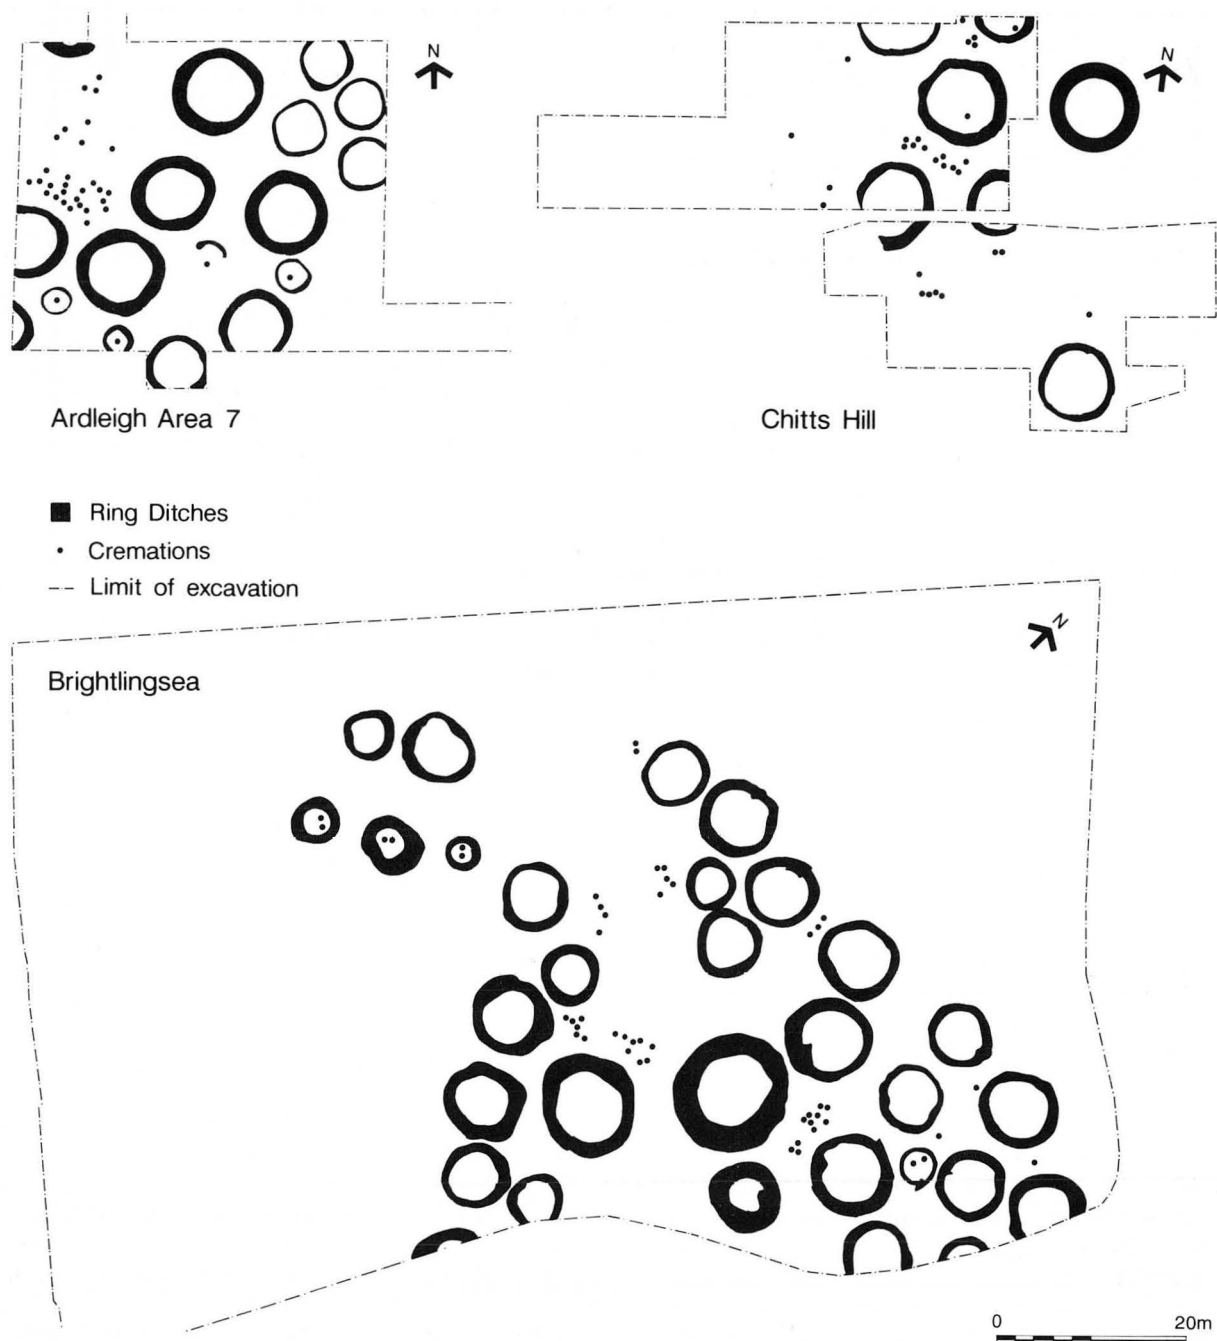 N
N
Ardleigh Area 7
Chitts Hill
Ring Ditches
Cremations
Limit of excavation
N
Brightlingsea
0 20m